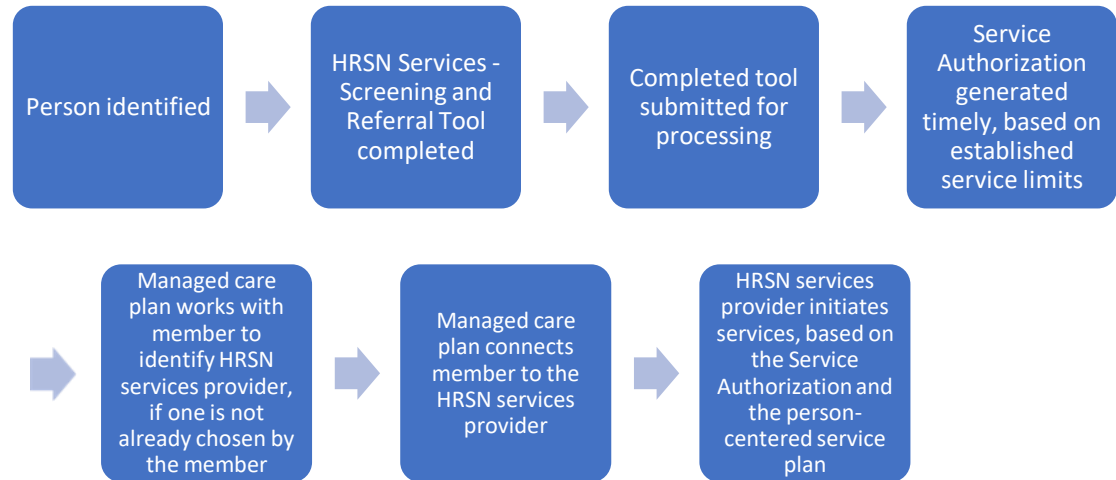 Person identified
HRSN Services -
Screening and
Referral Tool
completed
Completed tool
submitted for
processing
Service
Authorization
generated
timely, based on
established
service limits
Managed care
plan works with
member to
identify HRSN
services provider,
if one is not
already chosen by
the member
Managed care
plan connects
member to the
HRSN services
provider
HRSN services
provider initiates
services, based on
the Service
Authorization and
the person-
centered service
plan